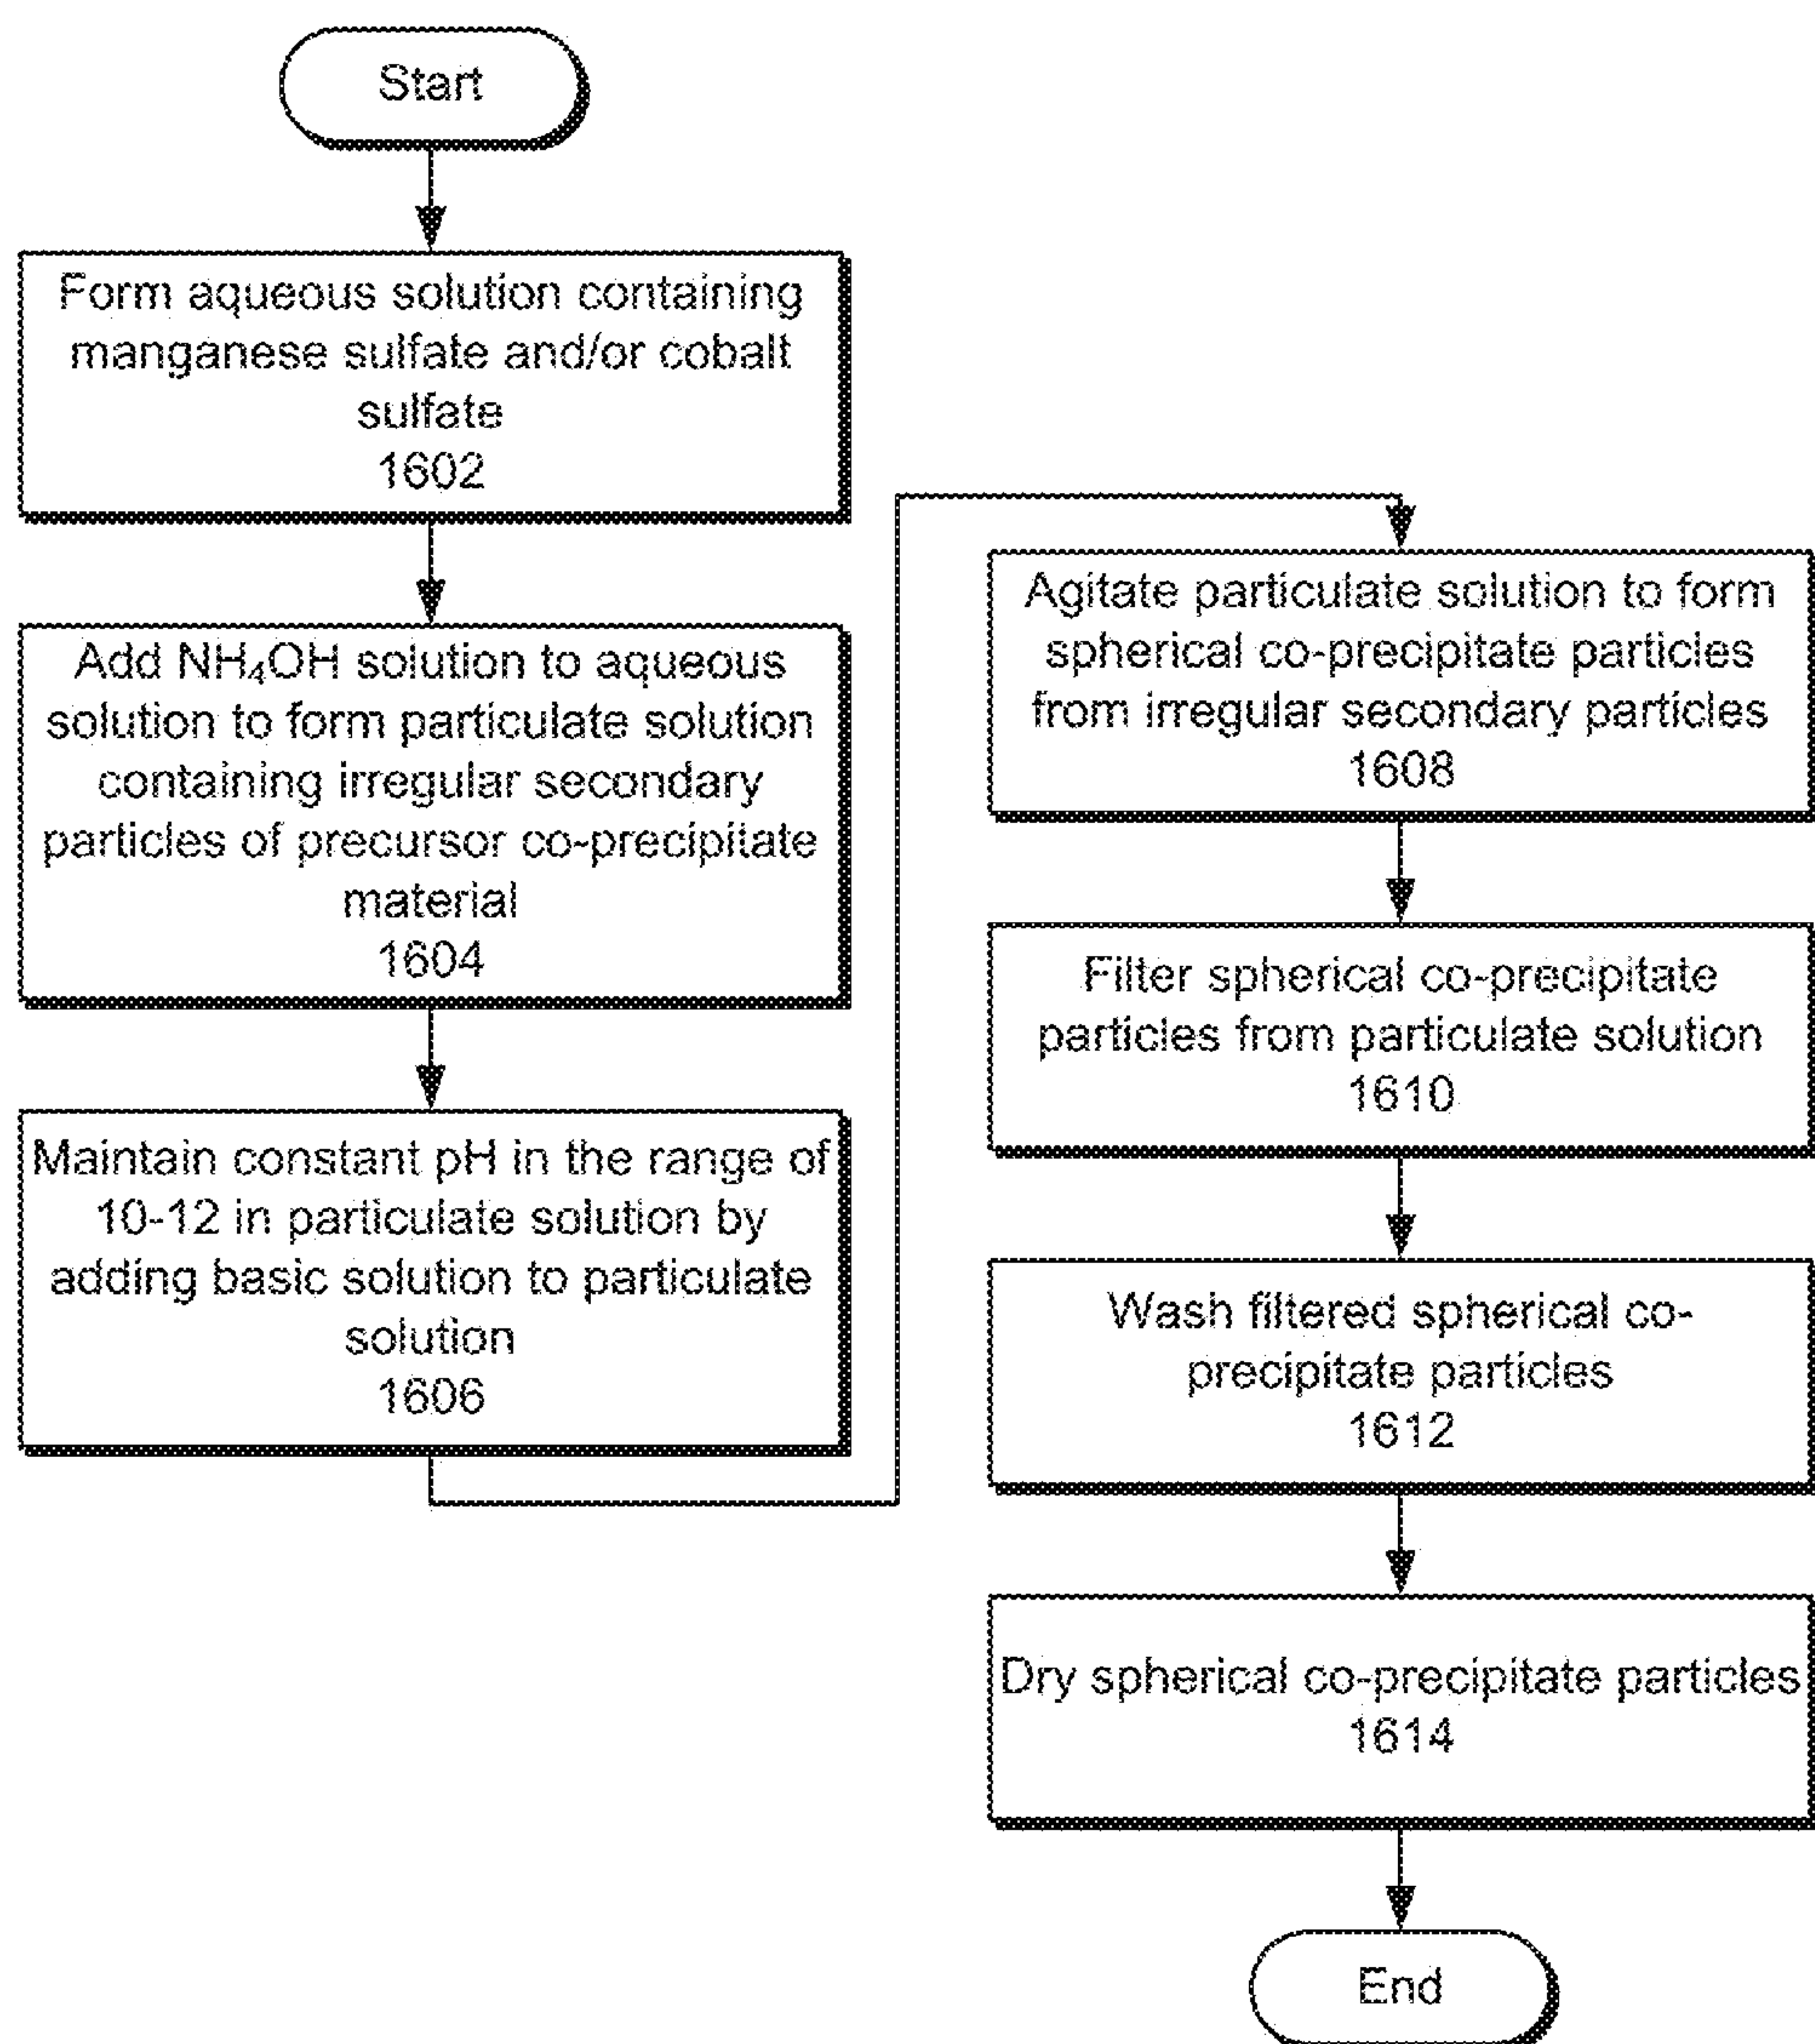 Start
Form aqueous solution containing
manganese sulfate and/or cobalt
sulfate
1602
Add NH₄OH solution to aqueous
solution to form particulate solution
containing irregular secondary
particles of precursor co-precipitate
material
1604
Maintain constant pH in the range of
10-12 in particulate solution by
adding basic solution to particulate
solution
1606
Agitate particulate solution to form
spherical co-precipitate particles
from irregular secondary particles
1608
Filter spherical co-precipitate
particles from particulate solution
1610
Wash filtered spherical co-
precipitate particles
1612
Dry spherical co-precipitate particles
1614
End